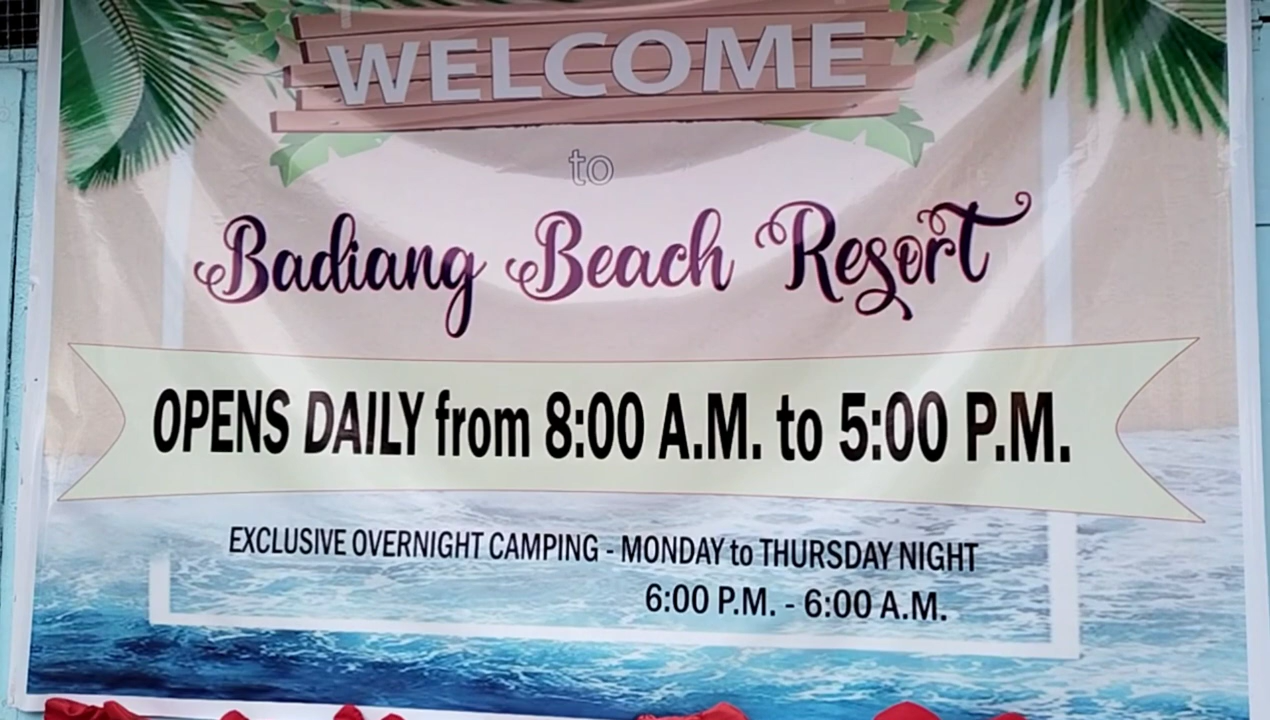 WELCOME
to
Badiang Beach Resort
OPENS DAILY from 8:00 A.M. to 5:00 P.M.
EXCLUSIVE OVERNIGHT CAMPING - MONDAY to THURSDAY NIGHT
6:00 P.M. - 6:00 A.M.